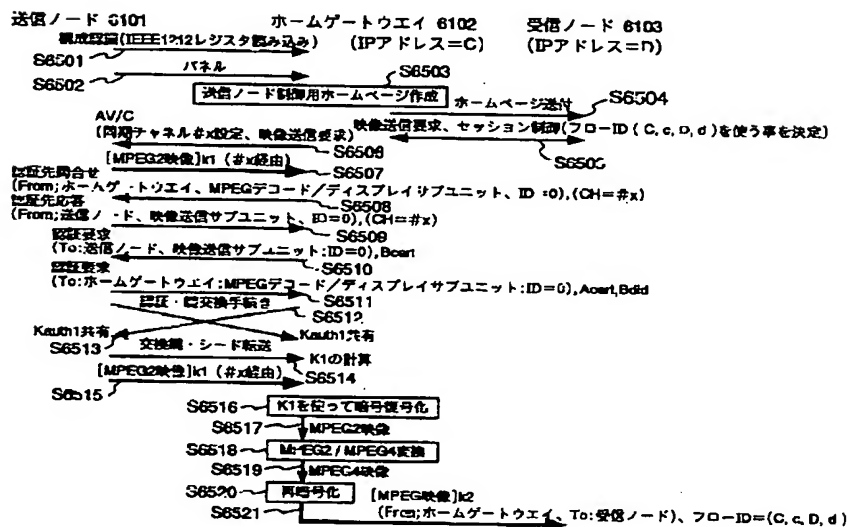 送信ノード 6101 ホームゲートウエイ 6102 受信ノード 6103
構成認識(IEEE1212レジスタ読み込み) (IPアドレス=C) (IPアドレス=D)
S6501
パネル
S6502
S6503
送信ノード制御用ホームページ作成
ホームページ送付
S6504
AV/C
(同期チャネル#x設定、映像送信要求)
映像送信要求、セッション制御(フローID(C,c,D,d)を使う事を決定)
S6506
S6505
[MPEG2映像]k1(#x経由)
S6507
認証先問合せ
(From;ホームゲートウエイ、MPEGデコード/ディスプレイサブユニット、ID=0),(CH=#x)
S6508
認証先応答
(From;送信ノード、映像送信サブユニット、ID=0),(CH=#x)
S6509
認証要求
(To:送信ノード、映像送信サブユニット:ID=0),Bcert
S6510
認証要求
(To:ホームゲートウエイ:MPEGデコード/ディスプレイサブユニット:ID=0),Acert,Bdid
S6511
認証・鍵交換手続き
S6512
Kauth1共有
Kauth1共有
S6513
交換鍵・シード転送
K1の計算
S6514
[MPEG2映像]k1(#x経由)
S6515
S6516 K1を使って暗号復号化
S6517 MPEG2映像
S6518 MPEG2/MPEG4変換
S6519 MPEG4映像
S6520 再暗号化
S6521
[MPEG映像]k2
(From;ホームゲートウエイ、To:受信ノード)、フローID=(C,c,D,d)